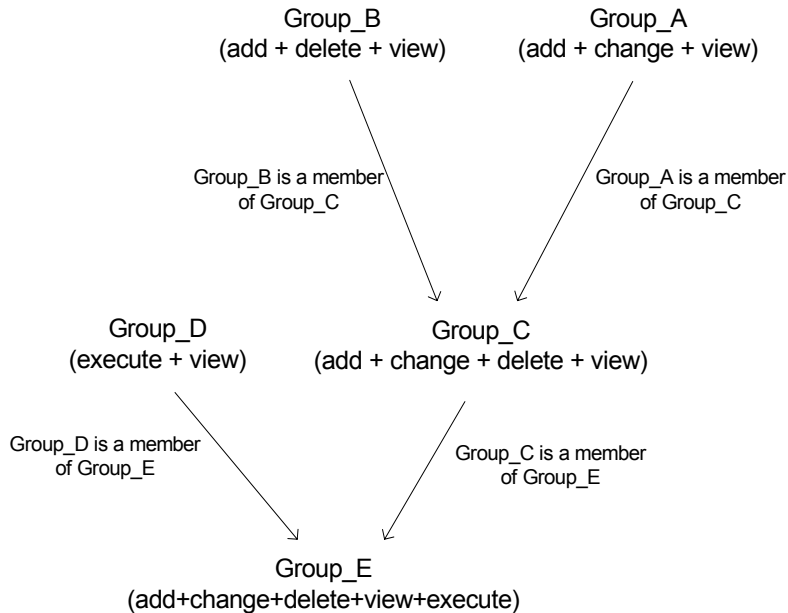 Group_B
(add + delete + view)
Group_A
(add + change + view)
Group_B is a member
of Group_C
Group_A is a member
of Group_C
Group_D
(execute + view)
Group_C
(add + change + delete + view)
Group_D is a member
of Group_E
Group_C is a member
of Group_E
Group_E
(add+change+delete+view+execute)